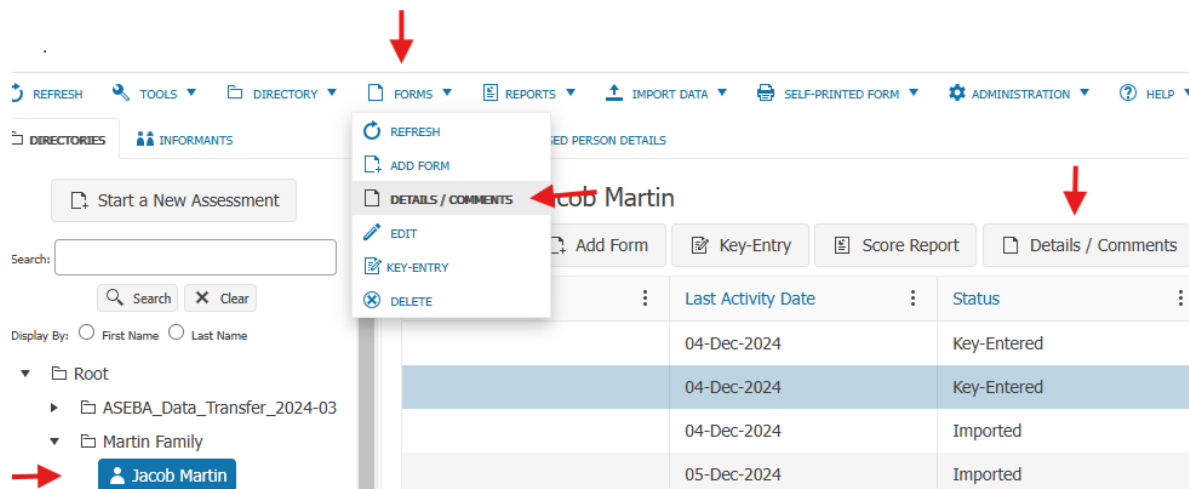 REFRESH TOOLS DIRECTORY FORMS REPORTS IMPORT DATA SELF-PRINTED FORM ADMINISTRATION HELP
DIRECTORIES INFORMANTS PERSON DETAILS
REFRESH
ADD FORM
DETAILS / COMMENTS
EDIT
KEY-ENTRY
DELETE
Start a New Assessment
Martin
Add Form Key-Entry Score Report Details / Comments
Search:
Search Clear
Display By: First Name Last Name
Root
ASEBA_Data_Transfer_2024-03
Martin Family
Jacob Martin
Last Activity Date Status
04-Dec-2024 Key-Entered
04-Dec-2024 Key-Entered
04-Dec-2024 Imported
05-Dec-2024 Imported